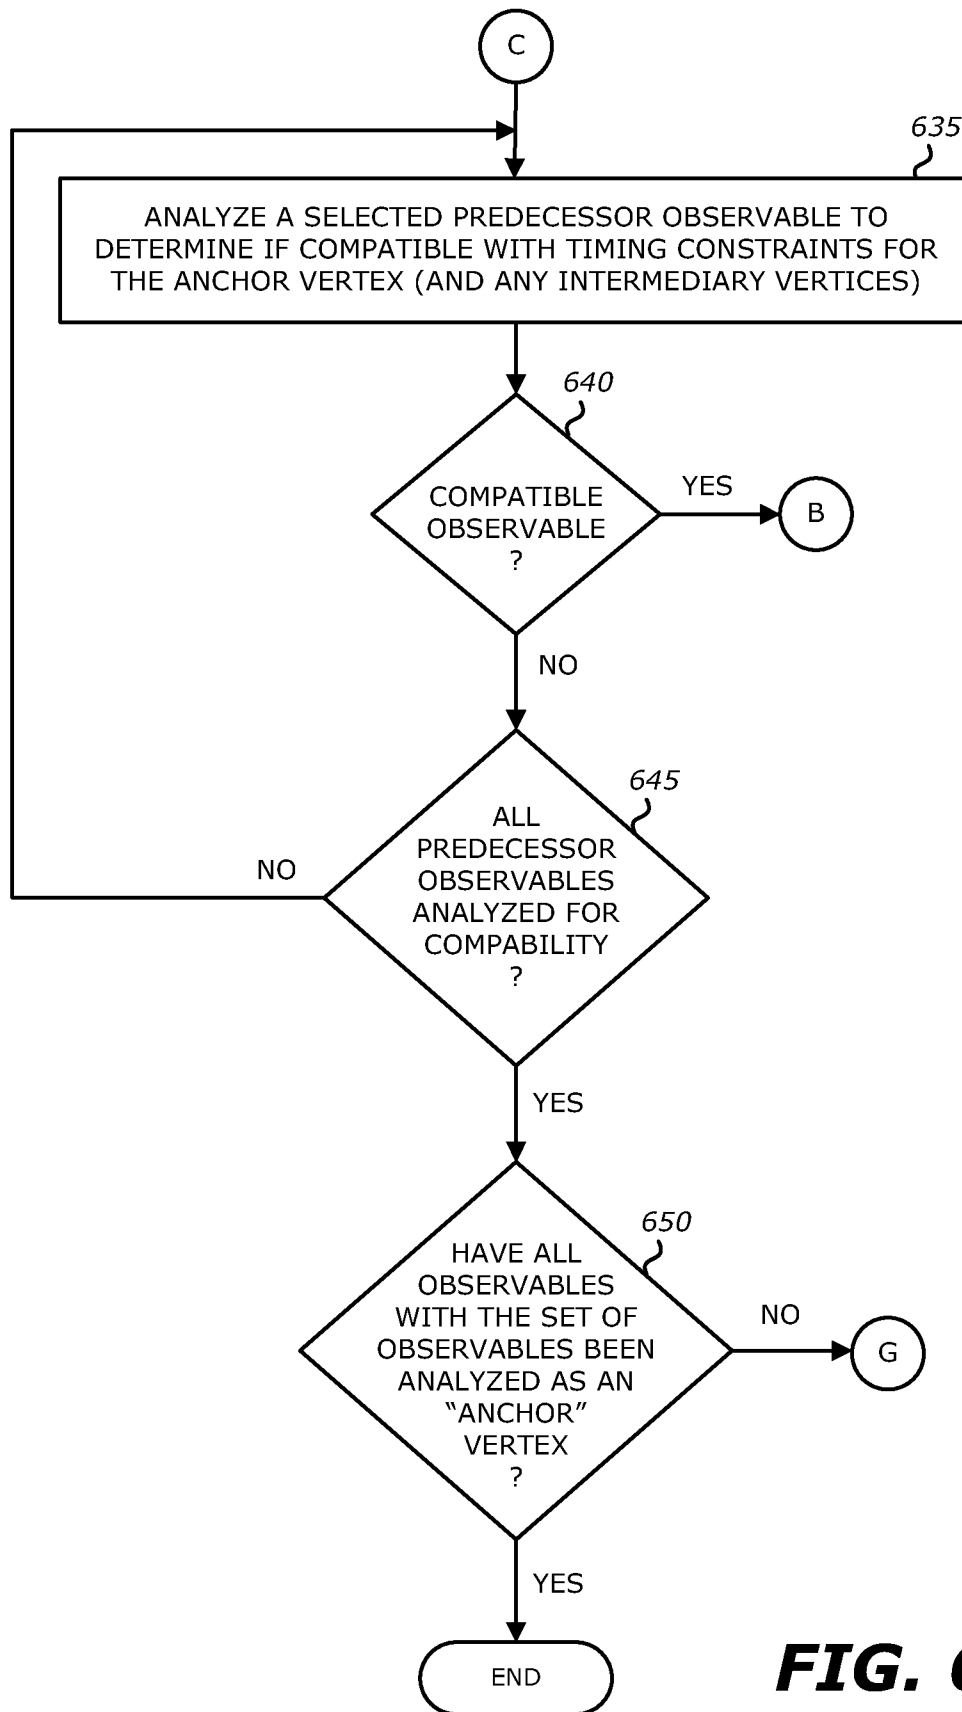 C
635
ANALYZE A SELECTED PREDECESSOR OBSERVABLE TO
DETERMINE IF COMPATIBLE WITH TIMING CONSTRAINTS FOR
THE ANCHOR VERTEX (AND ANY INTERMEDIARY VERTICES)
640
COMPATIBLE
OBSERVABLE
?
YES
B
NO
645
ALL
PREDECESSOR
OBSERVABLES
ANALYZED FOR
COMPABILITY
?
NO
YES
650
HAVE ALL
OBSERVABLES
WITH THE SET OF
OBSERVABLES BEEN
ANALYZED AS AN
“ANCHOR”
VERTEX
?
NO
G
YES
END
FIG.